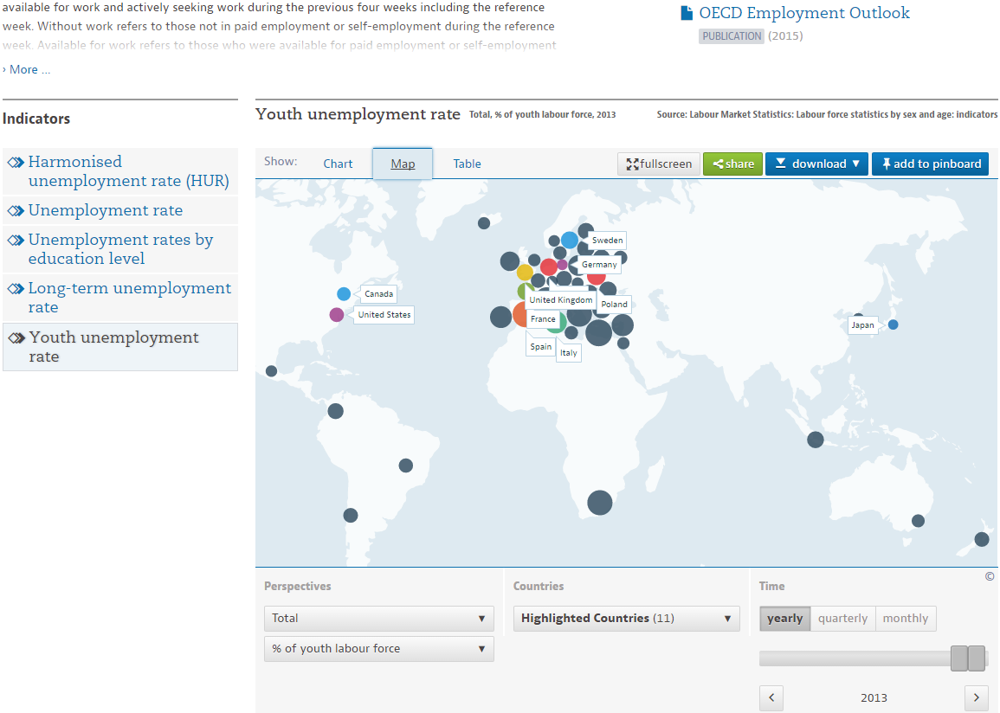 available for work and actively seeking work during the previous four weeks including the reference
week. Without work refers to those not in paid employment or self-employment during the reference
week. Available for work refers to those who were available for paid employment or self-employment
› More ...
OECD Employment Outlook
PUBLICATION (2015)
Indicators
Harmonised
unemployment rate (HUR)
Unemployment rate
Unemployment rates by
education level
Long-term unemployment
rate
Youth unemployment
rate
Youth unemployment rate Total, % of youth labour force, 2013 Source: Labour Market Statistics: Labour force statistics by sex and age: indicators
Show: Chart Map Table fullscreen share download ▼ add to pinboard
Sweden
Germany
Canada
United Kingdom
Poland
United States
France
Japan
Spain
Italy
©
Perspectives
Total ▼
% of youth labour force ▼
Countries
Highlighted Countries (11) ▼
Time
yearly quarterly monthly
2013